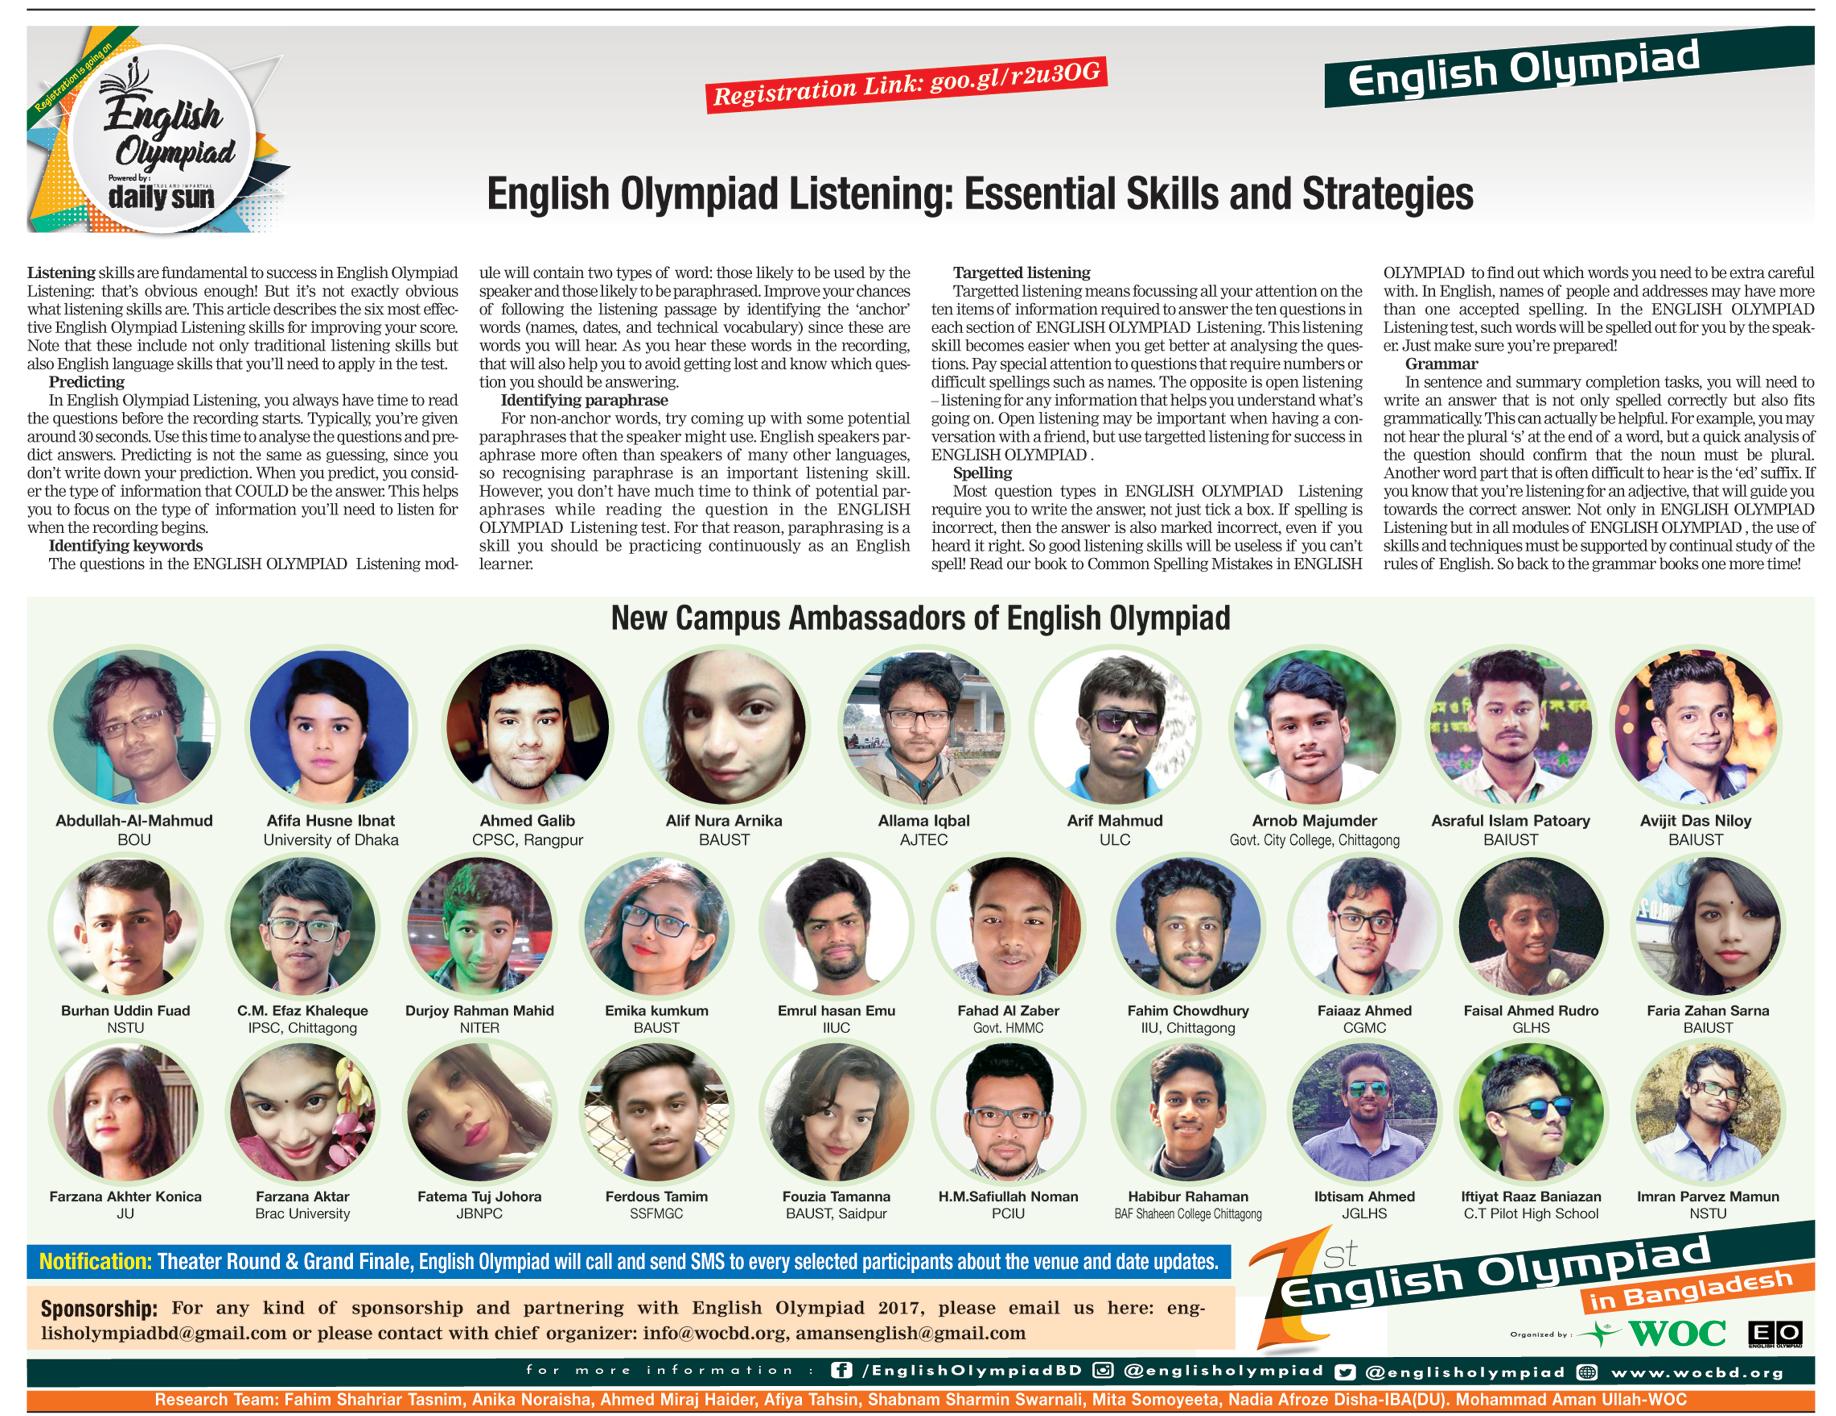 Registration is going on
English
Olympiad
Powered by :
TRUE AND IMPARTIAL
daily sun
Registration Link: goo.gl/r2u3OG
English Olympiad
English Olympiad Listening: Essential Skills and Strategies
Listening skills are fundamental to success in English Olympiad
Listening: that's obvious enough! But it's not exactly obvious
what listening skills are. This article describes the six most effec-
tive English Olympiad Listening skills for improving your score.
Note that these include not only traditional listening skills but
also English language skills that you'll need to apply in the test.
Predicting
In English Olympiad Listening, you always have time to read
the questions before the recording starts. Typically, you're given
around 30 seconds. Use this time to analyse the questions and pre-
dict answers. Predicting is not the same as guessing, since you
don't write down your prediction. When you predict, you consid-
er the type of information that COULD be the answer. This helps
you to focus on the type of information you'll need to listen for
when the recording begins.
Identifying keywords
The questions in the ENGLISH OLYMPIAD Listening mod-
ule will contain two types of word: those likely to be used by the
speaker and those likely to be paraphrased. Improve your chances
of following the listening passage by identifying the 'anchor'
words (names, dates, and technical vocabulary) since these are
words you will hear. As you hear these words in the recording,
that will also help you to avoid getting lost and know which ques-
tion you should be answering.
Identifying paraphrase
For non-anchor words, try coming up with some potential
paraphrases that the speaker might use. English speakers par-
aphrase more often than speakers of many other languages,
so recognising paraphrase is an important listening skill.
However, you don't have much time to think of potential par-
aphrases while reading the question in the ENGLISH
OLYMPIAD Listening test. For that reason, paraphrasing is a
skill you should be practicing continuously as an English
learner.
Targetted listening
Targetted listening means focussing all your attention on the
ten items of information required to answer the ten questions in
each section of ENGLISH OLYMPIAD Listening. This listening
skill becomes easier when you get better at analysing the ques-
tions. Pay special attention to questions that require numbers or
difficult spellings such as names. The opposite is open listening
– listening for any information that helps you understand what's
going on. Open listening may be important when having a con-
versation with a friend, but use targetted listening for success in
ENGLISH OLYMPIAD .
Spelling
Most question types in ENGLISH OLYMPIAD Listening
require you to write the answer, not just tick a box. If spelling is
incorrect, then the answer is also marked incorrect, even if you
heard it right. So good listening skills will be useless if you can't
spell! Read our book to Common Spelling Mistakes in ENGLISH
OLYMPIAD to find out which words you need to be extra careful
with. In English, names of people and addresses may have more
than one accepted spelling. In the ENGLISH OLYMPIAD
Listening test, such words will be spelled out for you by the speak-
er. Just make sure you're prepared!
Grammar
In sentence and summary completion tasks, you will need to
write an answer that is not only spelled correctly but also fits
grammatically. This can actually be helpful. For example, you may
not hear the plural 's' at the end of a word, but a quick analysis of
the question should confirm that the noun must be plural.
Another word part that is often difficult to hear is the 'ed' suffix. If
you know that you're listening for an adjective, that will guide you
towards the correct answer. Not only in ENGLISH OLYMPIAD
Listening but in all modules of ENGLISH OLYMPIAD , the use of
skills and techniques must be supported by continual study of the
rules of English. So back to the grammar books one more time!
New Campus Ambassadors of English Olympiad
Abdullah-Al-Mahmud Afifa Husne Ibnat Ahmed Galib Alif Nura Arnika Allama Iqbal Arif Mahmud Arnob Majumder Asraful Islam Patoary Avijit Das Niloy
BOU University of Dhaka CPSC, Rangpur BAUST AJTEC ULC Govt. City College, Chittagong BAIUST BAIUST
Burhan Uddin Fuad C.M. Efaz Khaleque Durjoy Rahman Mahid Emika kumkum Emrul hasan Emu Fahad Al Zaber Fahim Chowdhury Faiaaz Ahmed Faisal Ahmed Rudro Faria Zahan Sarna
NSTU IPSC, Chittagong NITER BAUST IIUC Govt. HMMC IIU, Chittagong CGMC GLHS BAIUST
Farzana Akhter Konica Farzana Aktar Fatema Tuj Johora Ferdous Tamim Fouzia Tamanna H.M.Safiullah Noman Habibur Rahaman Ibtisam Ahmed Iftiyat Raaz Baniazan Imran Parvez Mamun
JU Brac University JBNPC SSFMGC BAUST, Saidpur PCIU BAF Shaheen College Chittagong JGLHS C.T Pilot High School NSTU
Notification: Theater Round & Grand Finale, English Olympiad will call and send SMS to every selected participants about the venue and date updates.
Sponsorship: For any kind of sponsorship and partnering with English Olympiad 2017, please email us here: eng-
lisholympiadbd@gmail.com or please contact with chief organizer: info@wocbd.org, amansenglish@gmail.com
1st
English Olympiad
in Bangladesh
Organized by : WOC EO
ENGLISH OLYMPIAD
for more information : /EnglishOlympiadBD @englisholympiad @englisholympiad www.wocbd.org
Research Team: Fahim Shahriar Tasnim, Anika Noraisha, Ahmed Miraj Haider, Afiya Tahsin, Shabnam Sharmin Swarnali, Mita Somoyeeta, Nadia Afroze Disha-IBA(DU). Mohammad Aman Ullah-WOC